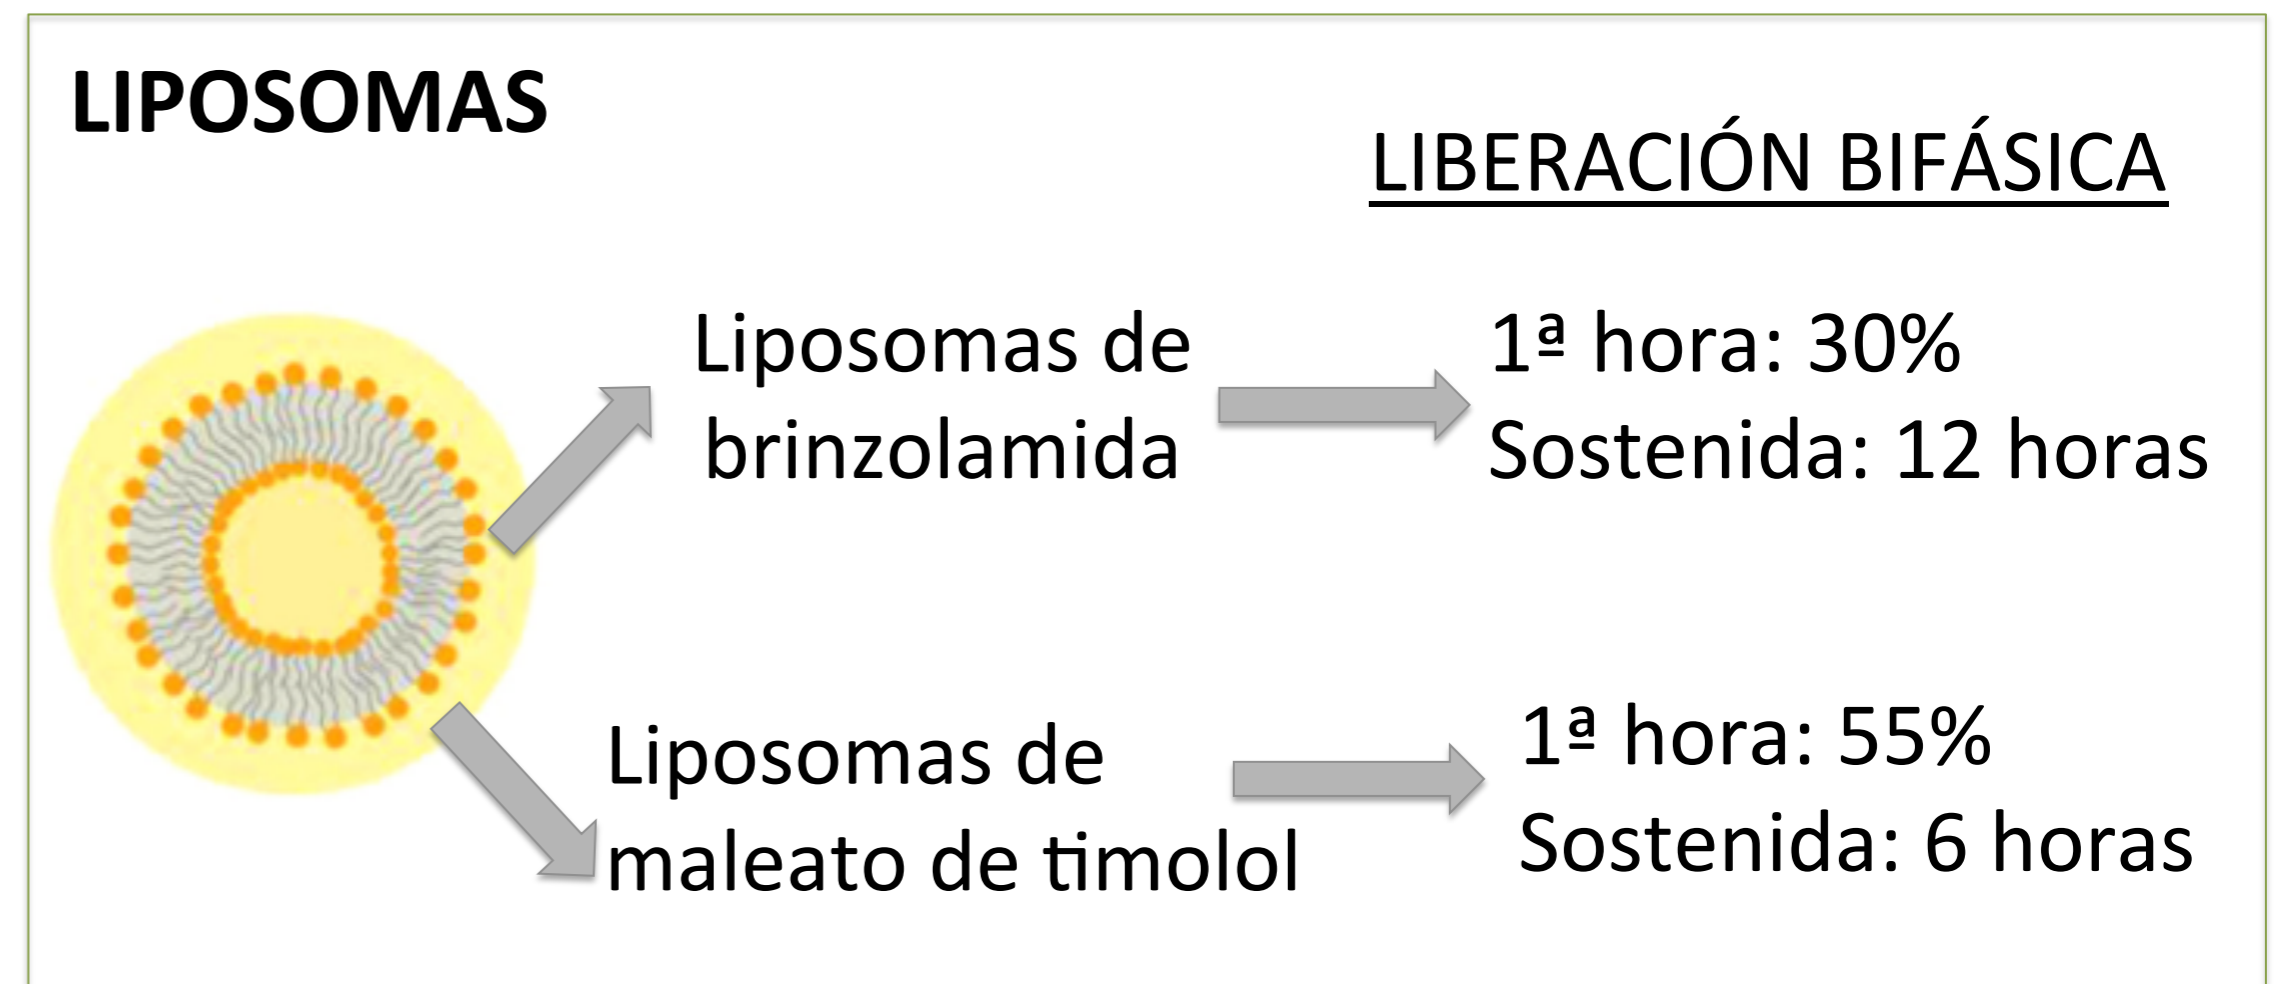 LIPOSOMAS
LIBERACIÓN BIFÁSICA
Liposomas de
brinzolamida
1ª hora: 30%
Sostenida: 12 horas
Liposomas de
maleato de timolol
1ª hora: 55%
Sostenida: 6 horas